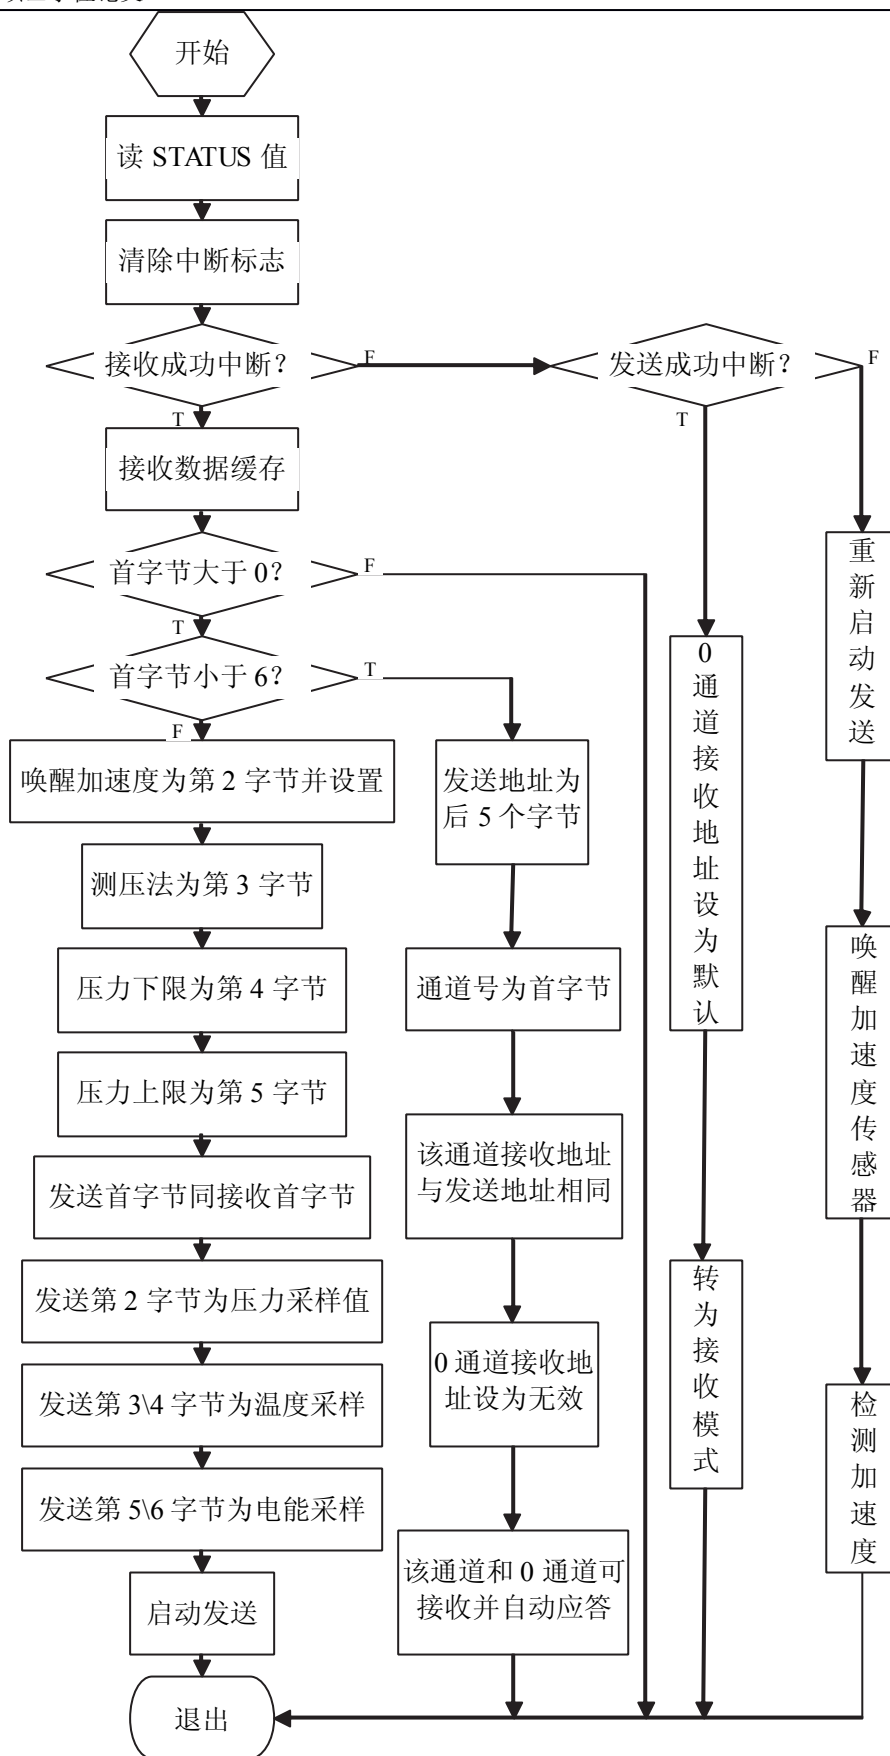 开始
读 STATUS 值
清除中断标志
接收成功中断?
F
T
发送成功中断?
F
T
接收数据缓存
首字节大于 0?
F
T
首字节小于 6?
T
F
唤醒加速度为第 2 字节并设置
测压法为第 3 字节
压力下限为第 4 字节
压力上限为第 5 字节
发送首字节同接收首字节
发送第 2 字节为压力采样值
发送第 3\4 字节为温度采样
发送第 5\6 字节为电能采样
启动发送
退出
发送地址为
后 5 个字节
通道号为首字节
该通道接收地址
与发送地址相同
0 通道接收地
址设为无效
该通道和 0 通道可
接收并自动应答
0
通
道
接
收
地
址
设
为
默
认
转
为
接
收
模
式
重
新
启
动
发
送
唤
醒
加
速
度
传
感
器
检
测
加
速
度